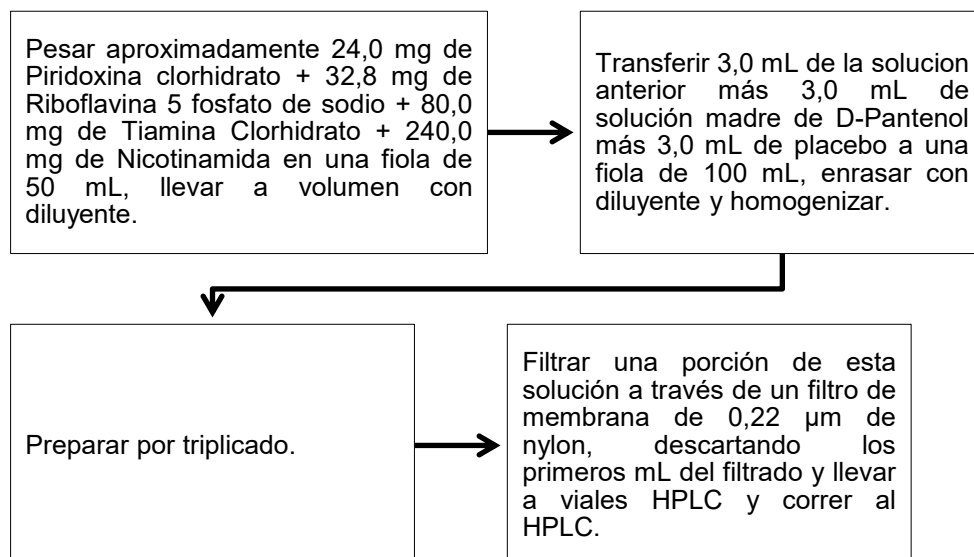 Pesar aproximadamente 24,0 mg de
Piridoxina clorhidrato + 32,8 mg de
Riboflavina 5 fosfato de sodio + 80,0
mg de Tiamina Clorhidrato + 240,0
mg de Nicotinamida en una fiola de
50 mL, llevar a volumen con
diluyente.
Transferir 3,0 mL de la solucion
anterior más 3,0 mL de
solución madre de D-Pantenol
más 3,0 mL de placebo a una
fiola de 100 mL, enrasar con
diluyente y homogenizar.
Preparar por triplicado.
Filtrar una porción de esta
solución a través de un filtro de
membrana de 0,22 µm de
nylon, descartando los
primeros mL del filtrado y llevar
a viales HPLC y correr al
HPLC.